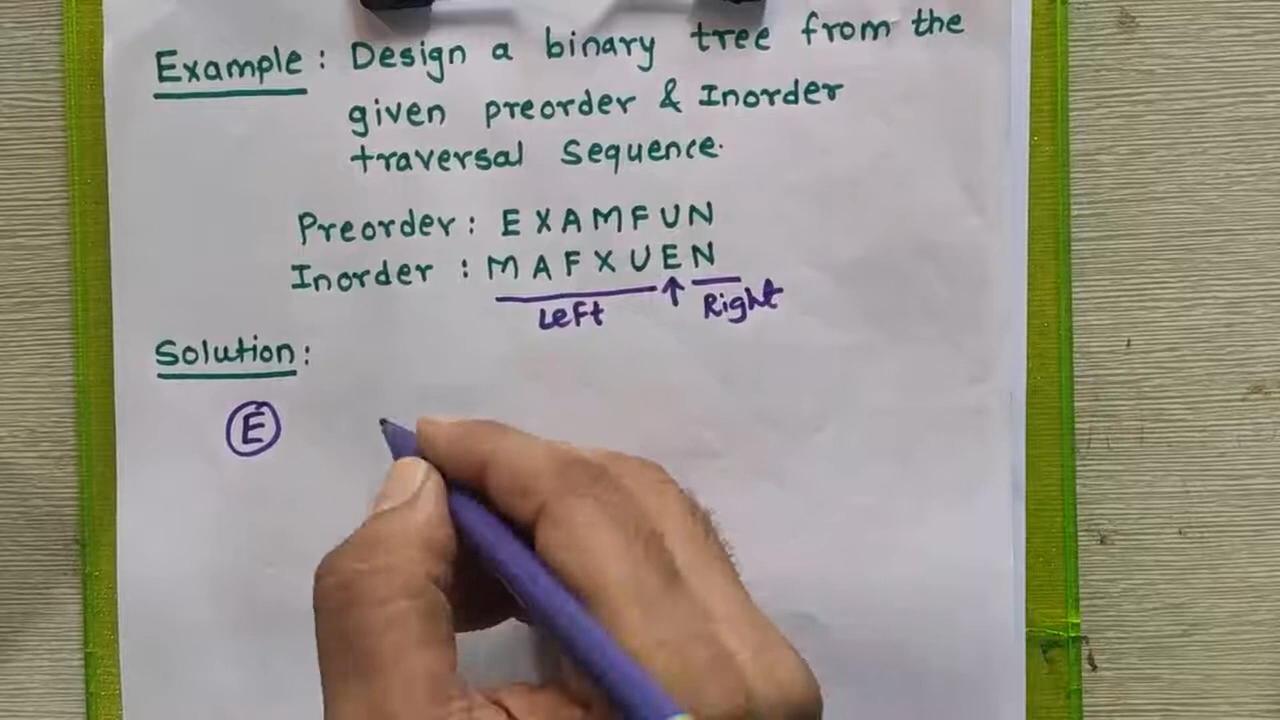 Example: Design a binary tree from the
given preorder & Inorder
traversal sequence.
Preorder: E X A M F U N
Inorder : M A F X U E N
Left ↑ Right
Solution:
E